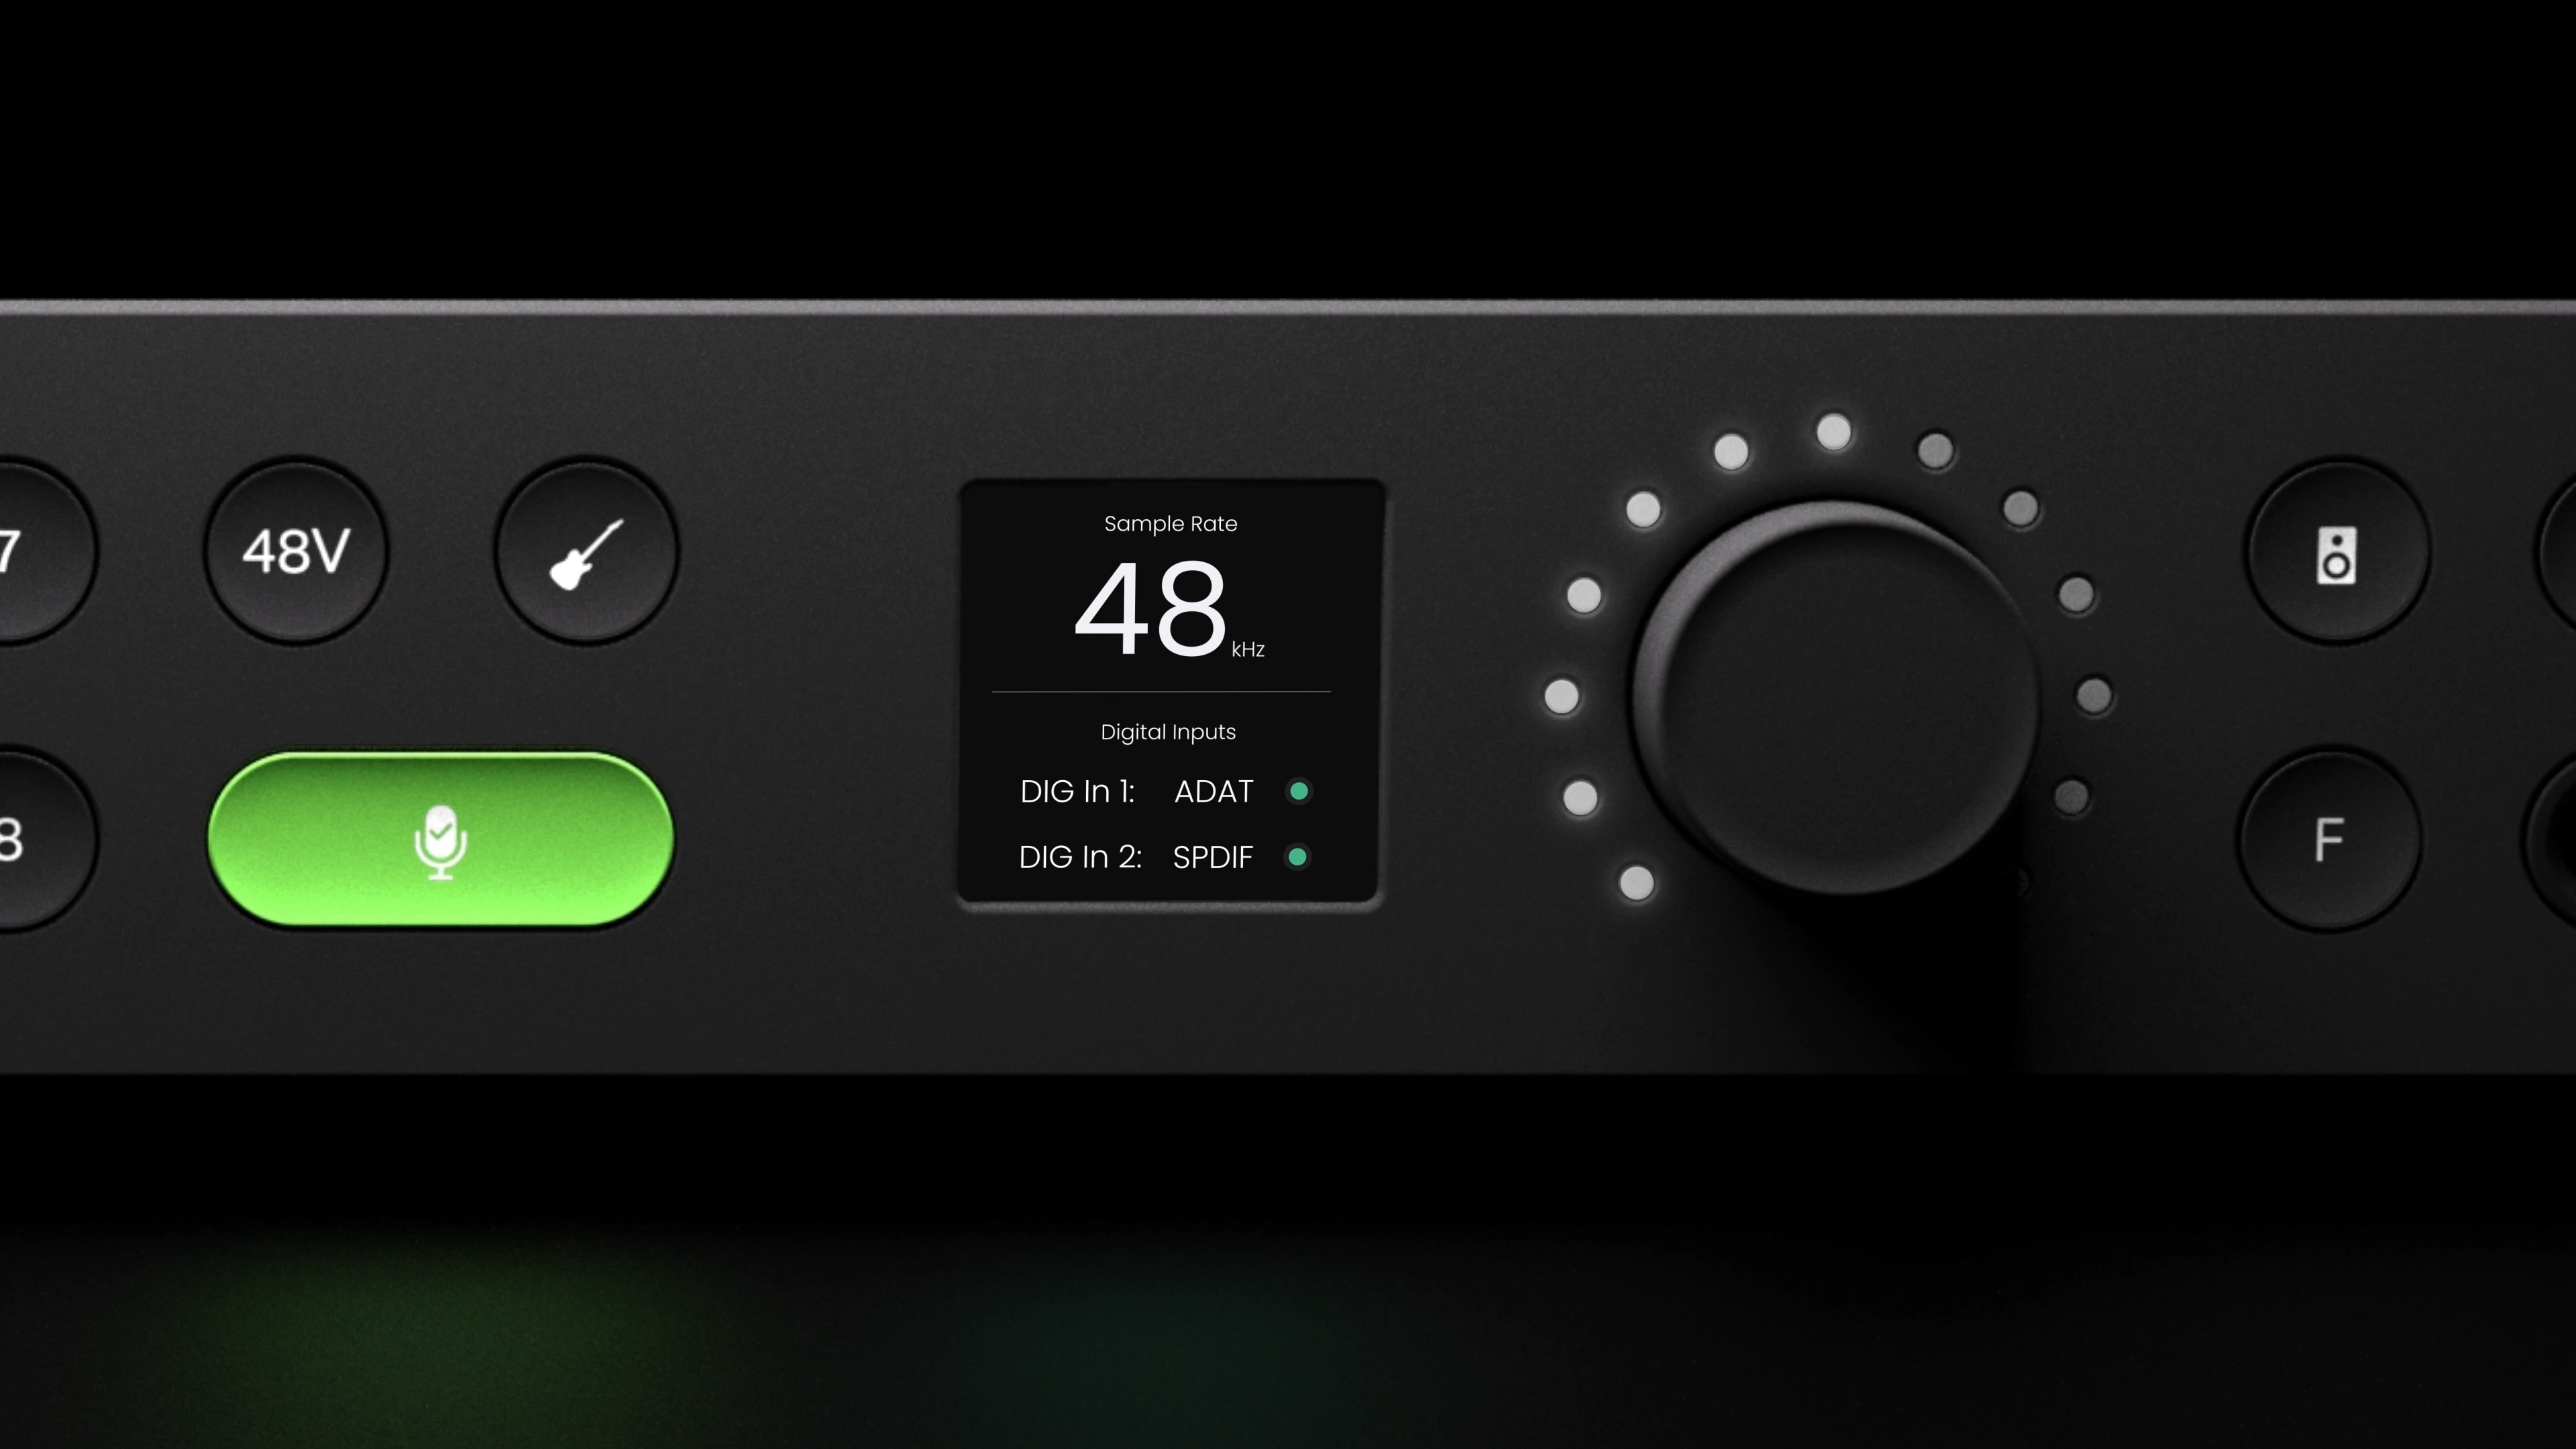 7
48V
8
Sample Rate
48 kHz
Digital Inputs
DIG In 1: ADAT
DIG In 2: SPDIF
F